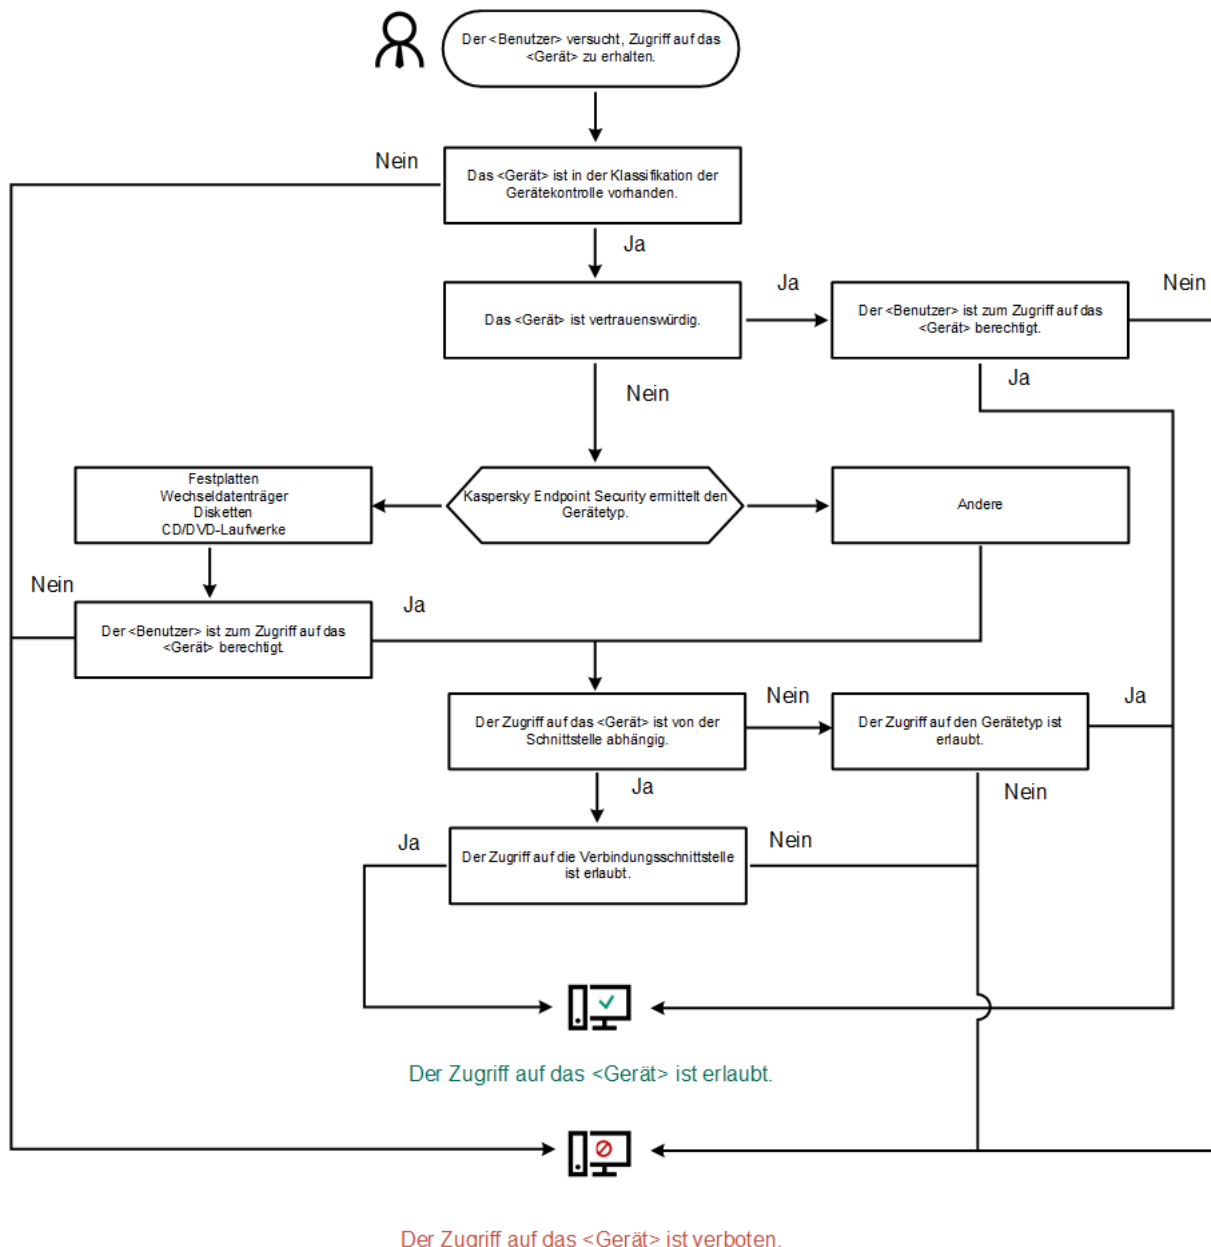 Der <Benutzer> versucht, Zugriff auf das
<Gerät> zu erhalten.
Nein
Das <Gerät> ist in der Klassifikation der
Gerätekontrolle vorhanden.
Ja
Ja
Nein
Das <Gerät> ist vertrauenswürdig.
Der <Benutzer> ist zum Zugriff auf das
<Gerät> berechtigt.
Nein
Ja
Festplatten
Wechseldatenträger
Disketten
CD/DVD-Laufwerke
Kaspersky Endpoint Security ermittelt den
Gerätetyp.
Andere
Nein
Ja
Der <Benutzer> ist zum Zugriff auf das
<Gerät> berechtigt.
Nein
Ja
Der Zugriff auf das <Gerät> ist von der
Schnittstelle abhängig.
Der Zugriff auf den Gerätetyp ist
erlaubt.
Ja
Nein
Ja
Nein
Der Zugriff auf die Verbindungsschnittstelle
ist erlaubt.
Der Zugriff auf das <Gerät> ist erlaubt.
Der Zugriff auf das <Gerät> ist verboten.